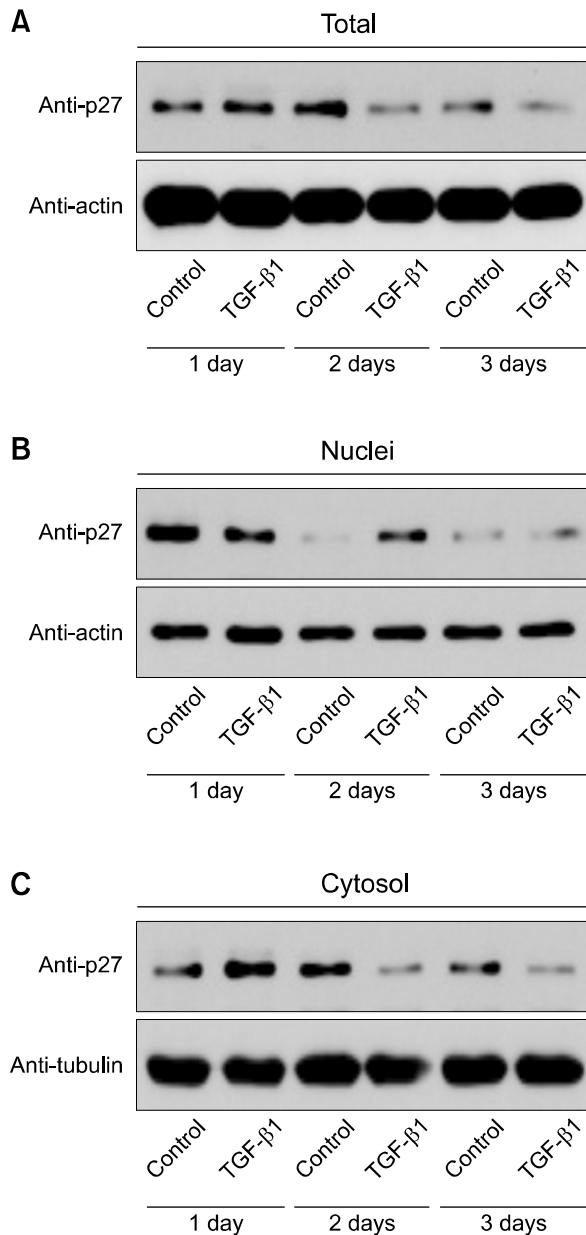 A
Total
Anti-p27
Anti-actin
Control TGF-β1 Control TGF-β1 Control TGF-β1
1 day 2 days 3 days
B
Nuclei
Anti-p27
Anti-actin
Control TGF-β1 Control TGF-β1 Control TGF-β1
1 day 2 days 3 days
C
Cytosol
Anti-p27
Anti-tubulin
Control TGF-β1 Control TGF-β1 Control TGF-β1
1 day 2 days 3 days